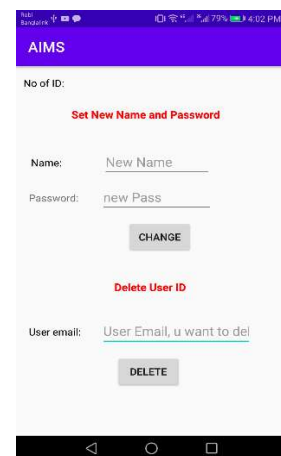 Robi
Banglalink 79% 4:02 PM
AIMS
No of ID:
Set New Name and Password
Name: New Name
Password: new Pass
CHANGE
Delete User ID
User email: User Email, u want to del
DELETE